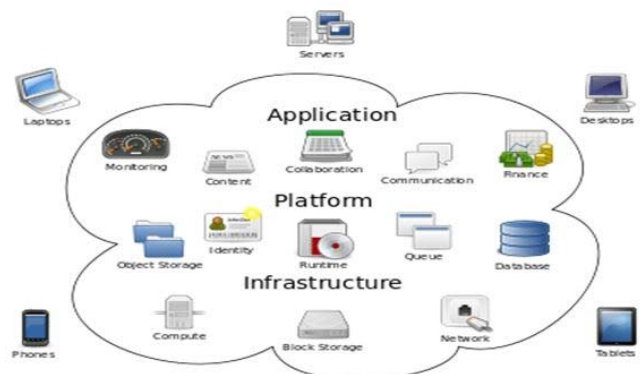 Servers
Laptops
Desktops
Application
Monitoring
Content
Collaboration
Communication
Finance
Platform
Object Storage
Identity
Runtime
Queue
Database
Infrastructure
Compute
Block Storage
Network
Phones
Tablets